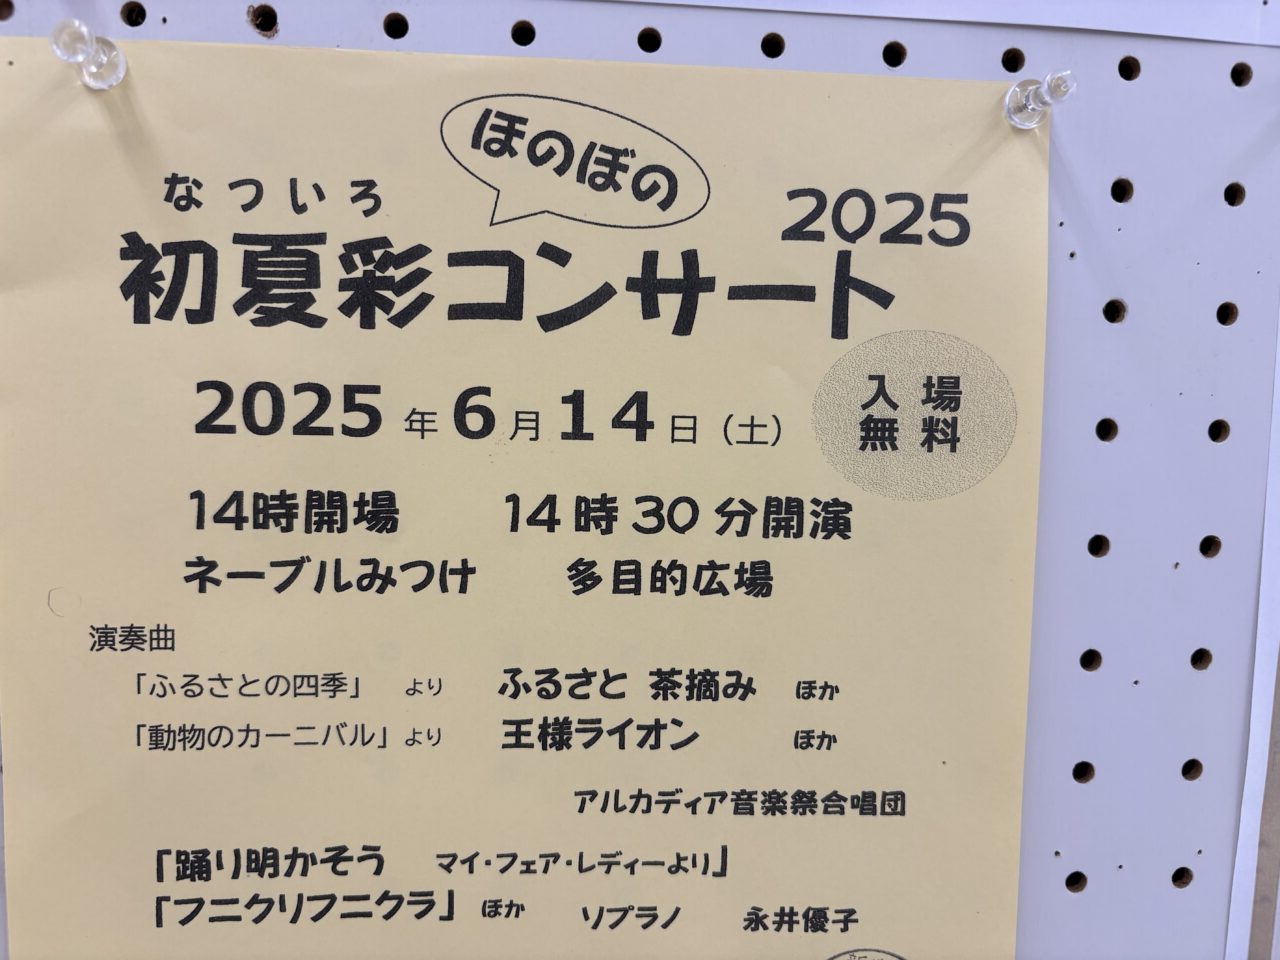 ほのぼの
なついろ
初夏彩コンサート 2025
2025年6月14日（土）
入場
無料
14時開場 14時30分開演
ネーブルみつけ 多目的広場
演奏曲
「ふるさとの四季」 より ふるさと 茶摘み ほか
「動物のカーニバル」より 王様ライオン ほか
アルカディア音楽祭合唱団
「踊り明かそう マイ・フェア・レディーより」
「フニクリフニクラ」 ほか ソプラノ 永井優子